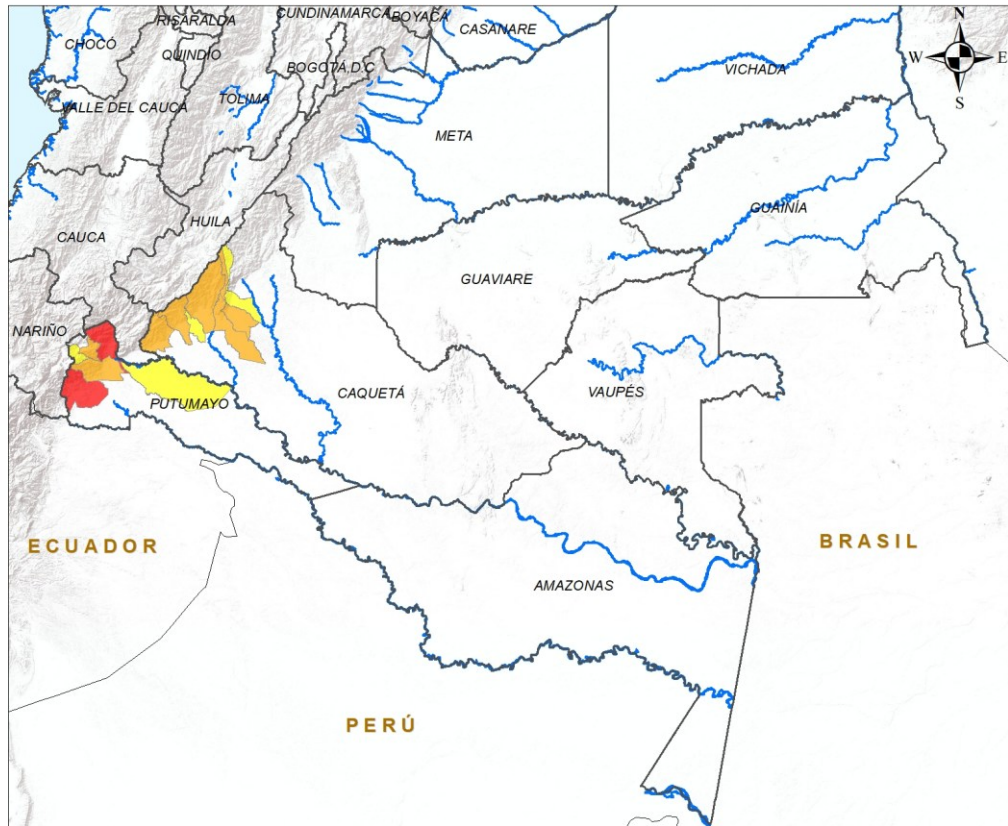 RISARALDA
CUNDINAMARCA
BOYACÁ
CASANARE
N
CHOCÓ
QUINDÍO
BOGOTÁ D.C
W
E
VICHADA
VALLE DEL CAUCA
TOLIMA
S
META
GUAINÍA
HUILA
CAUCA
GUAVIARE
NARIÑO
CAQUETÁ
VAUPÉS
PUTUMAYO
ECUADOR
BRASIL
AMAZONAS
PERÚ